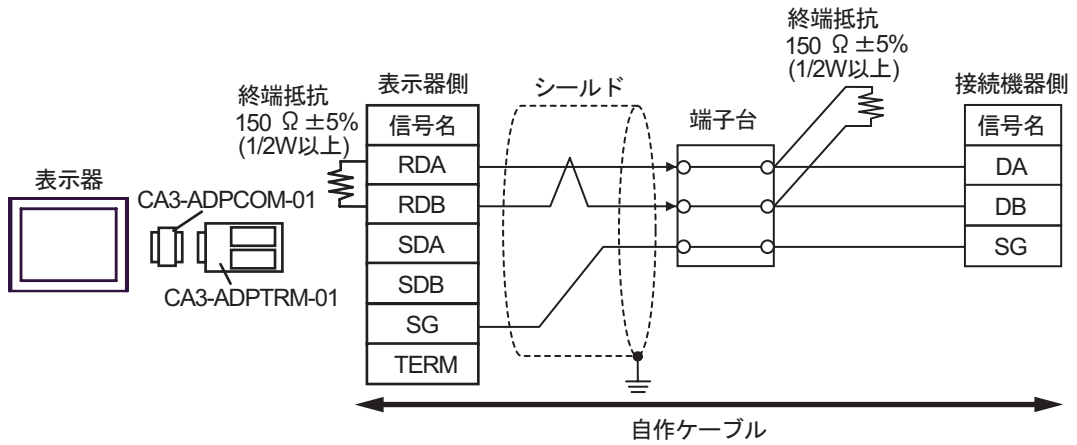 終端抵抗
150 Ω ±5%
(1/2W以上)
終端抵抗
150 Ω ±5%
(1/2W以上)
表示器側
シールド
端子台
接続機器側
信号名
信号名
RDA
DA
RDB
DB
SDA
SG
SDB
SG
TERM
表示器
CA3-ADPCOM-01
CA3-ADPTRM-01
自作ケーブル